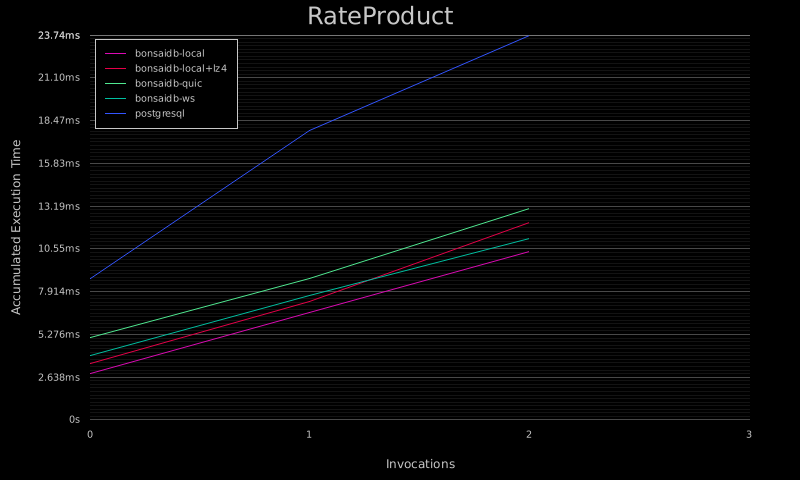 RateProduct
23.74ms
21.10ms
18.47ms
15.83ms
13.19ms
10.55ms
7.914ms
5.276ms
2.638ms
0s
Accumulated Execution Time
bonsaidb-local
bonsaidb-local+lz4
bonsaidb-quic
bonsaidb-ws
postgresql
0 1 2 3
Invocations